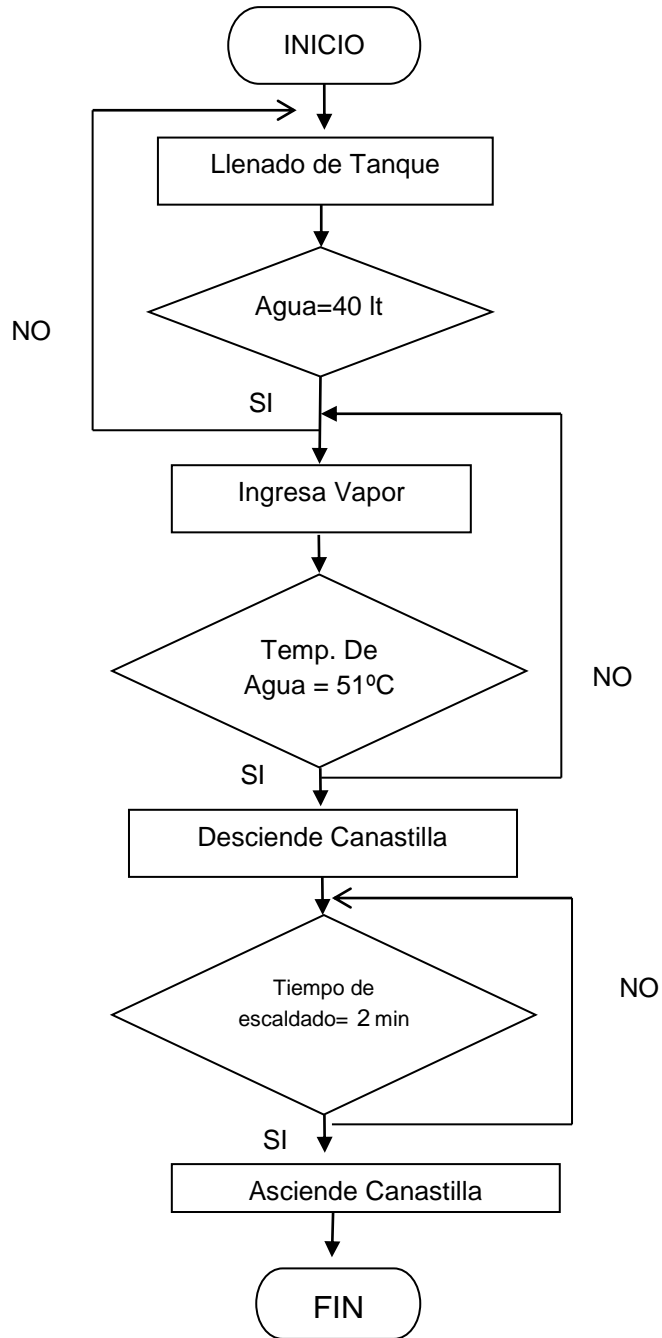 INICIO
Llenado de Tanque
Agua=40 lt
NO
SI
Ingresa Vapor
Temp. De
Agua = 51ºC
NO
SI
Desciende Canastilla
Tiempo de
escaldado= 2 min
NO
SI
Asciende Canastilla
FIN